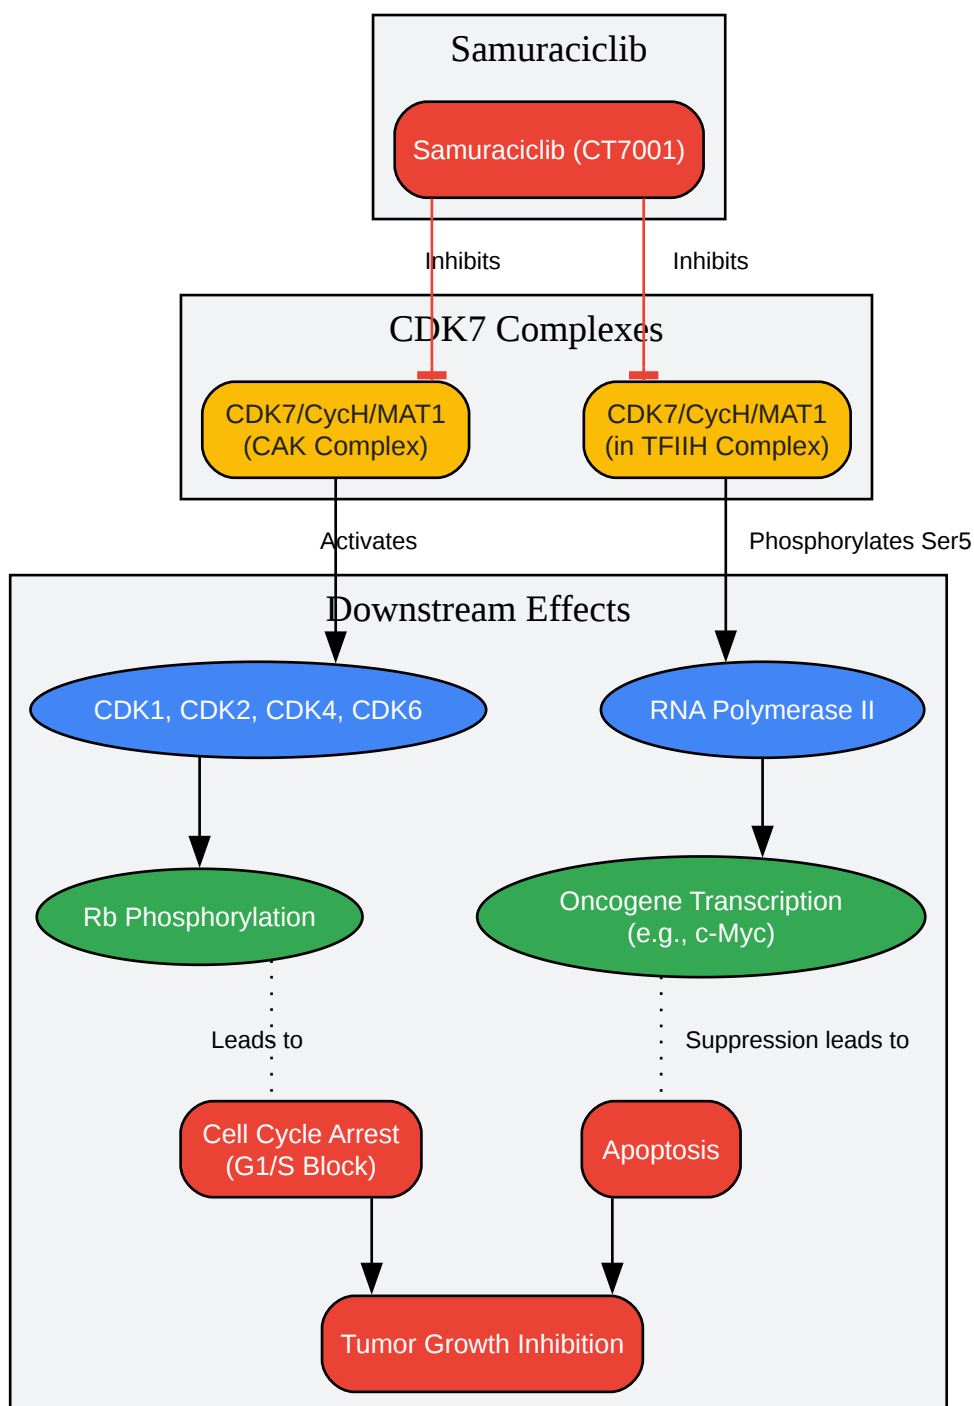 Samuraciclib
Samuraciclib (CT7001)
Inhibits
Inhibits
CDK7 Complexes
CDK7/CycH/MAT1
(CAK Complex)
CDK7/CycH/MAT1
(in TFIIH Complex)
Activates
Phosphorylates Ser5
Downstream Effects
CDK1, CDK2, CDK4, CDK6
RNA Polymerase II
Rb Phosphorylation
Oncogene Transcription
(e.g., c-Myc)
Leads to
Suppression leads to
Cell Cycle Arrest
(G1/S Block)
Apoptosis
Tumor Growth Inhibition